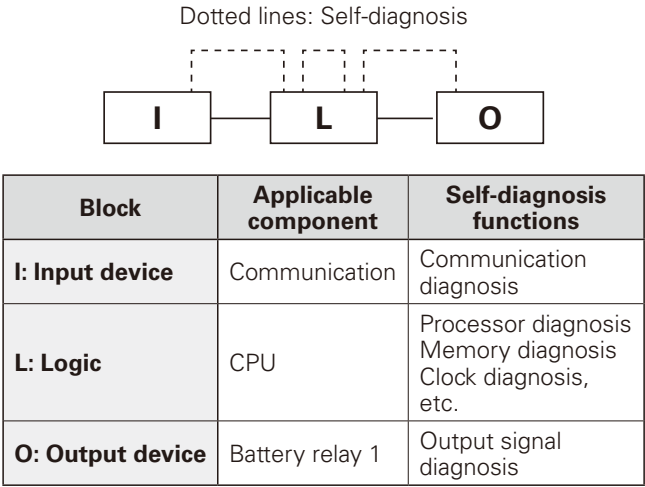 Dotted lines: Self-diagnosis
I L O
Block
Applicable
component
Self-diagnosis
functions
I: Input device
Communication
Communication
diagnosis
L: Logic
CPU
Processor diagnosis
Memory diagnosis
Clock diagnosis,
etc.
O: Output device
Battery relay 1
Output signal
diagnosis